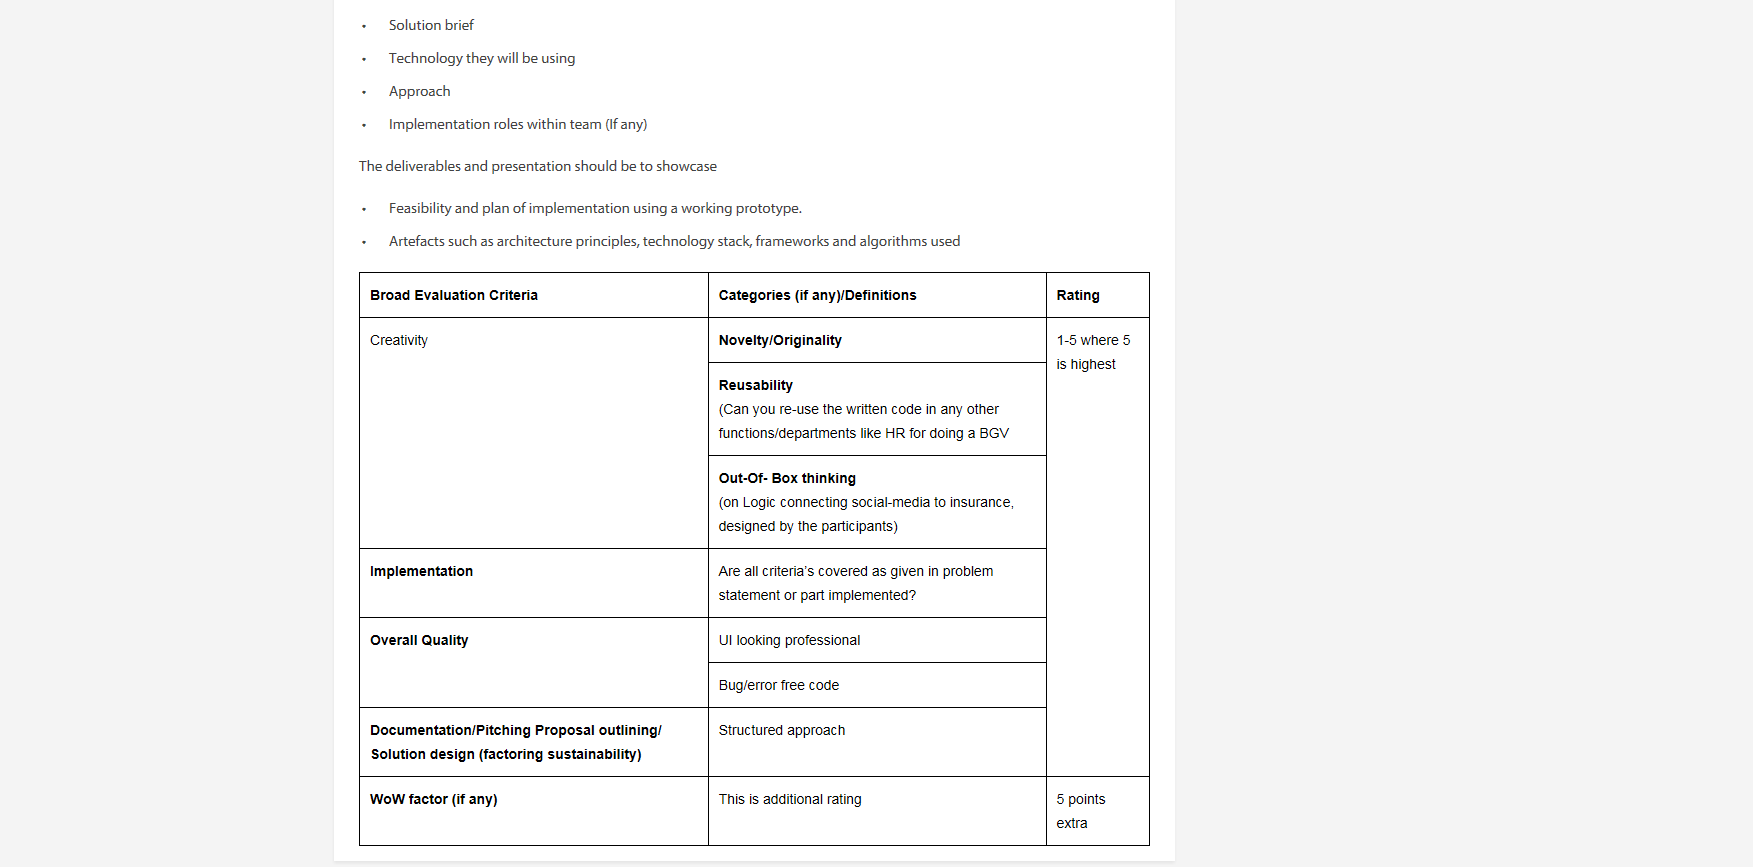 • Solution brief
• Technology they will be using
• Approach
• Implementation roles within team (If any)
The deliverables and presentation should be to showcase
• Feasibility and plan of implementation using a working prototype.
• Artefacts such as architecture principles, technology stack, frameworks and algorithms used
Broad Evaluation Criteria
Categories (if any)/Definitions
Rating
Creativity
Novelty/Originality
1-5 where 5
is highest
Reusability
(Can you re-use the written code in any other
functions/departments like HR for doing a BGV
Out-Of- Box thinking
(on Logic connecting social-media to insurance,
designed by the participants)
Implementation
Are all criteria's covered as given in problem
statement or part implemented?
Overall Quality
UI looking professional
Bug/error free code
Documentation/Pitching Proposal outlining/
Solution design (factoring sustainability)
Structured approach
WoW factor (if any)
This is additional rating
5 points
extra